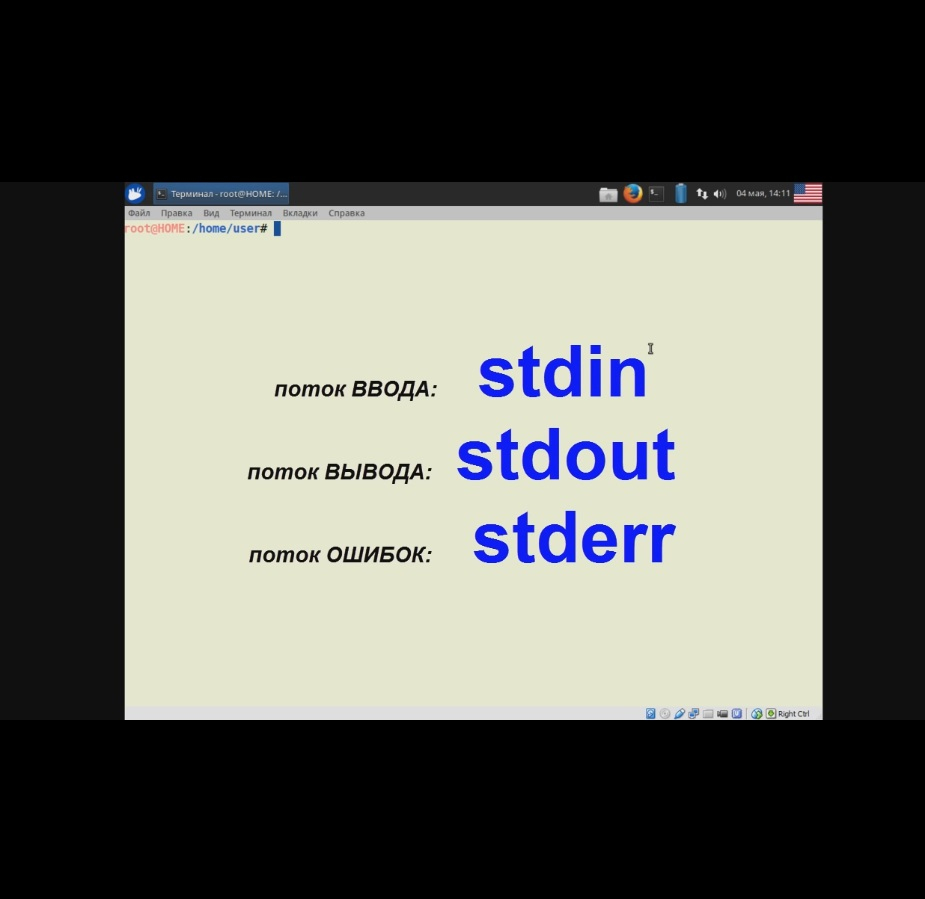 Терминал - root@HOME: /...
04 мая, 14:11
Файл Правка Вид Терминал Вкладки Справка
root@HOME:/home/user#
поток ВВОДА: stdin
поток ВЫВОДА: stdout
поток ОШИБОК: stderr
Right Ctrl